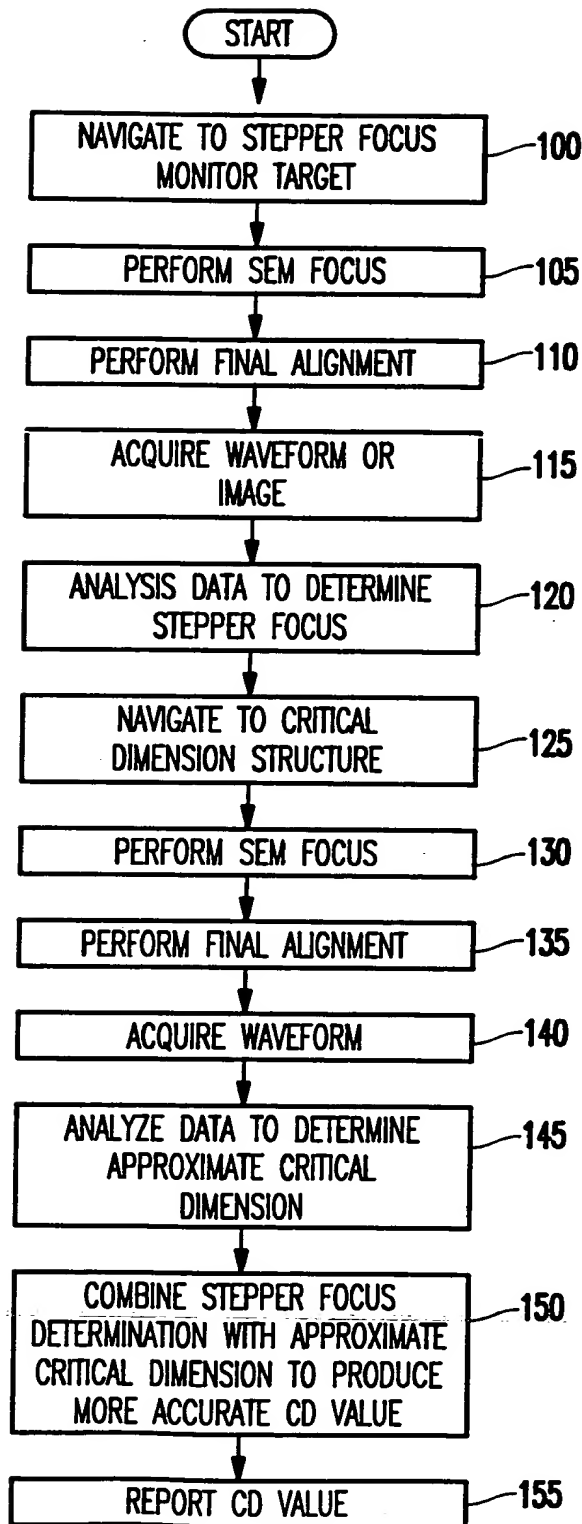 START
NAVIGATE TO STEPPER FOCUS
MONITOR TARGET
100
PERFORM SEM FOCUS
105
PERFORM FINAL ALIGNMENT
110
ACQUIRE WAVEFORM OR
IMAGE
115
ANALYSIS DATA TO DETERMINE
STEPPER FOCUS
120
NAVIGATE TO CRITICAL
DIMENSION STRUCTURE
125
PERFORM SEM FOCUS
130
PERFORM FINAL ALIGNMENT
135
ACQUIRE WAVEFORM
140
ANALYZE DATA TO DETERMINE
APPROXIMATE CRITICAL
DIMENSION
145
COMBINE STEPPER FOCUS
DETERMINATION WITH APPROXIMATE
CRITICAL DIMENSION TO PRODUCE
MORE ACCURATE CD VALUE
150
REPORT CD VALUE
155